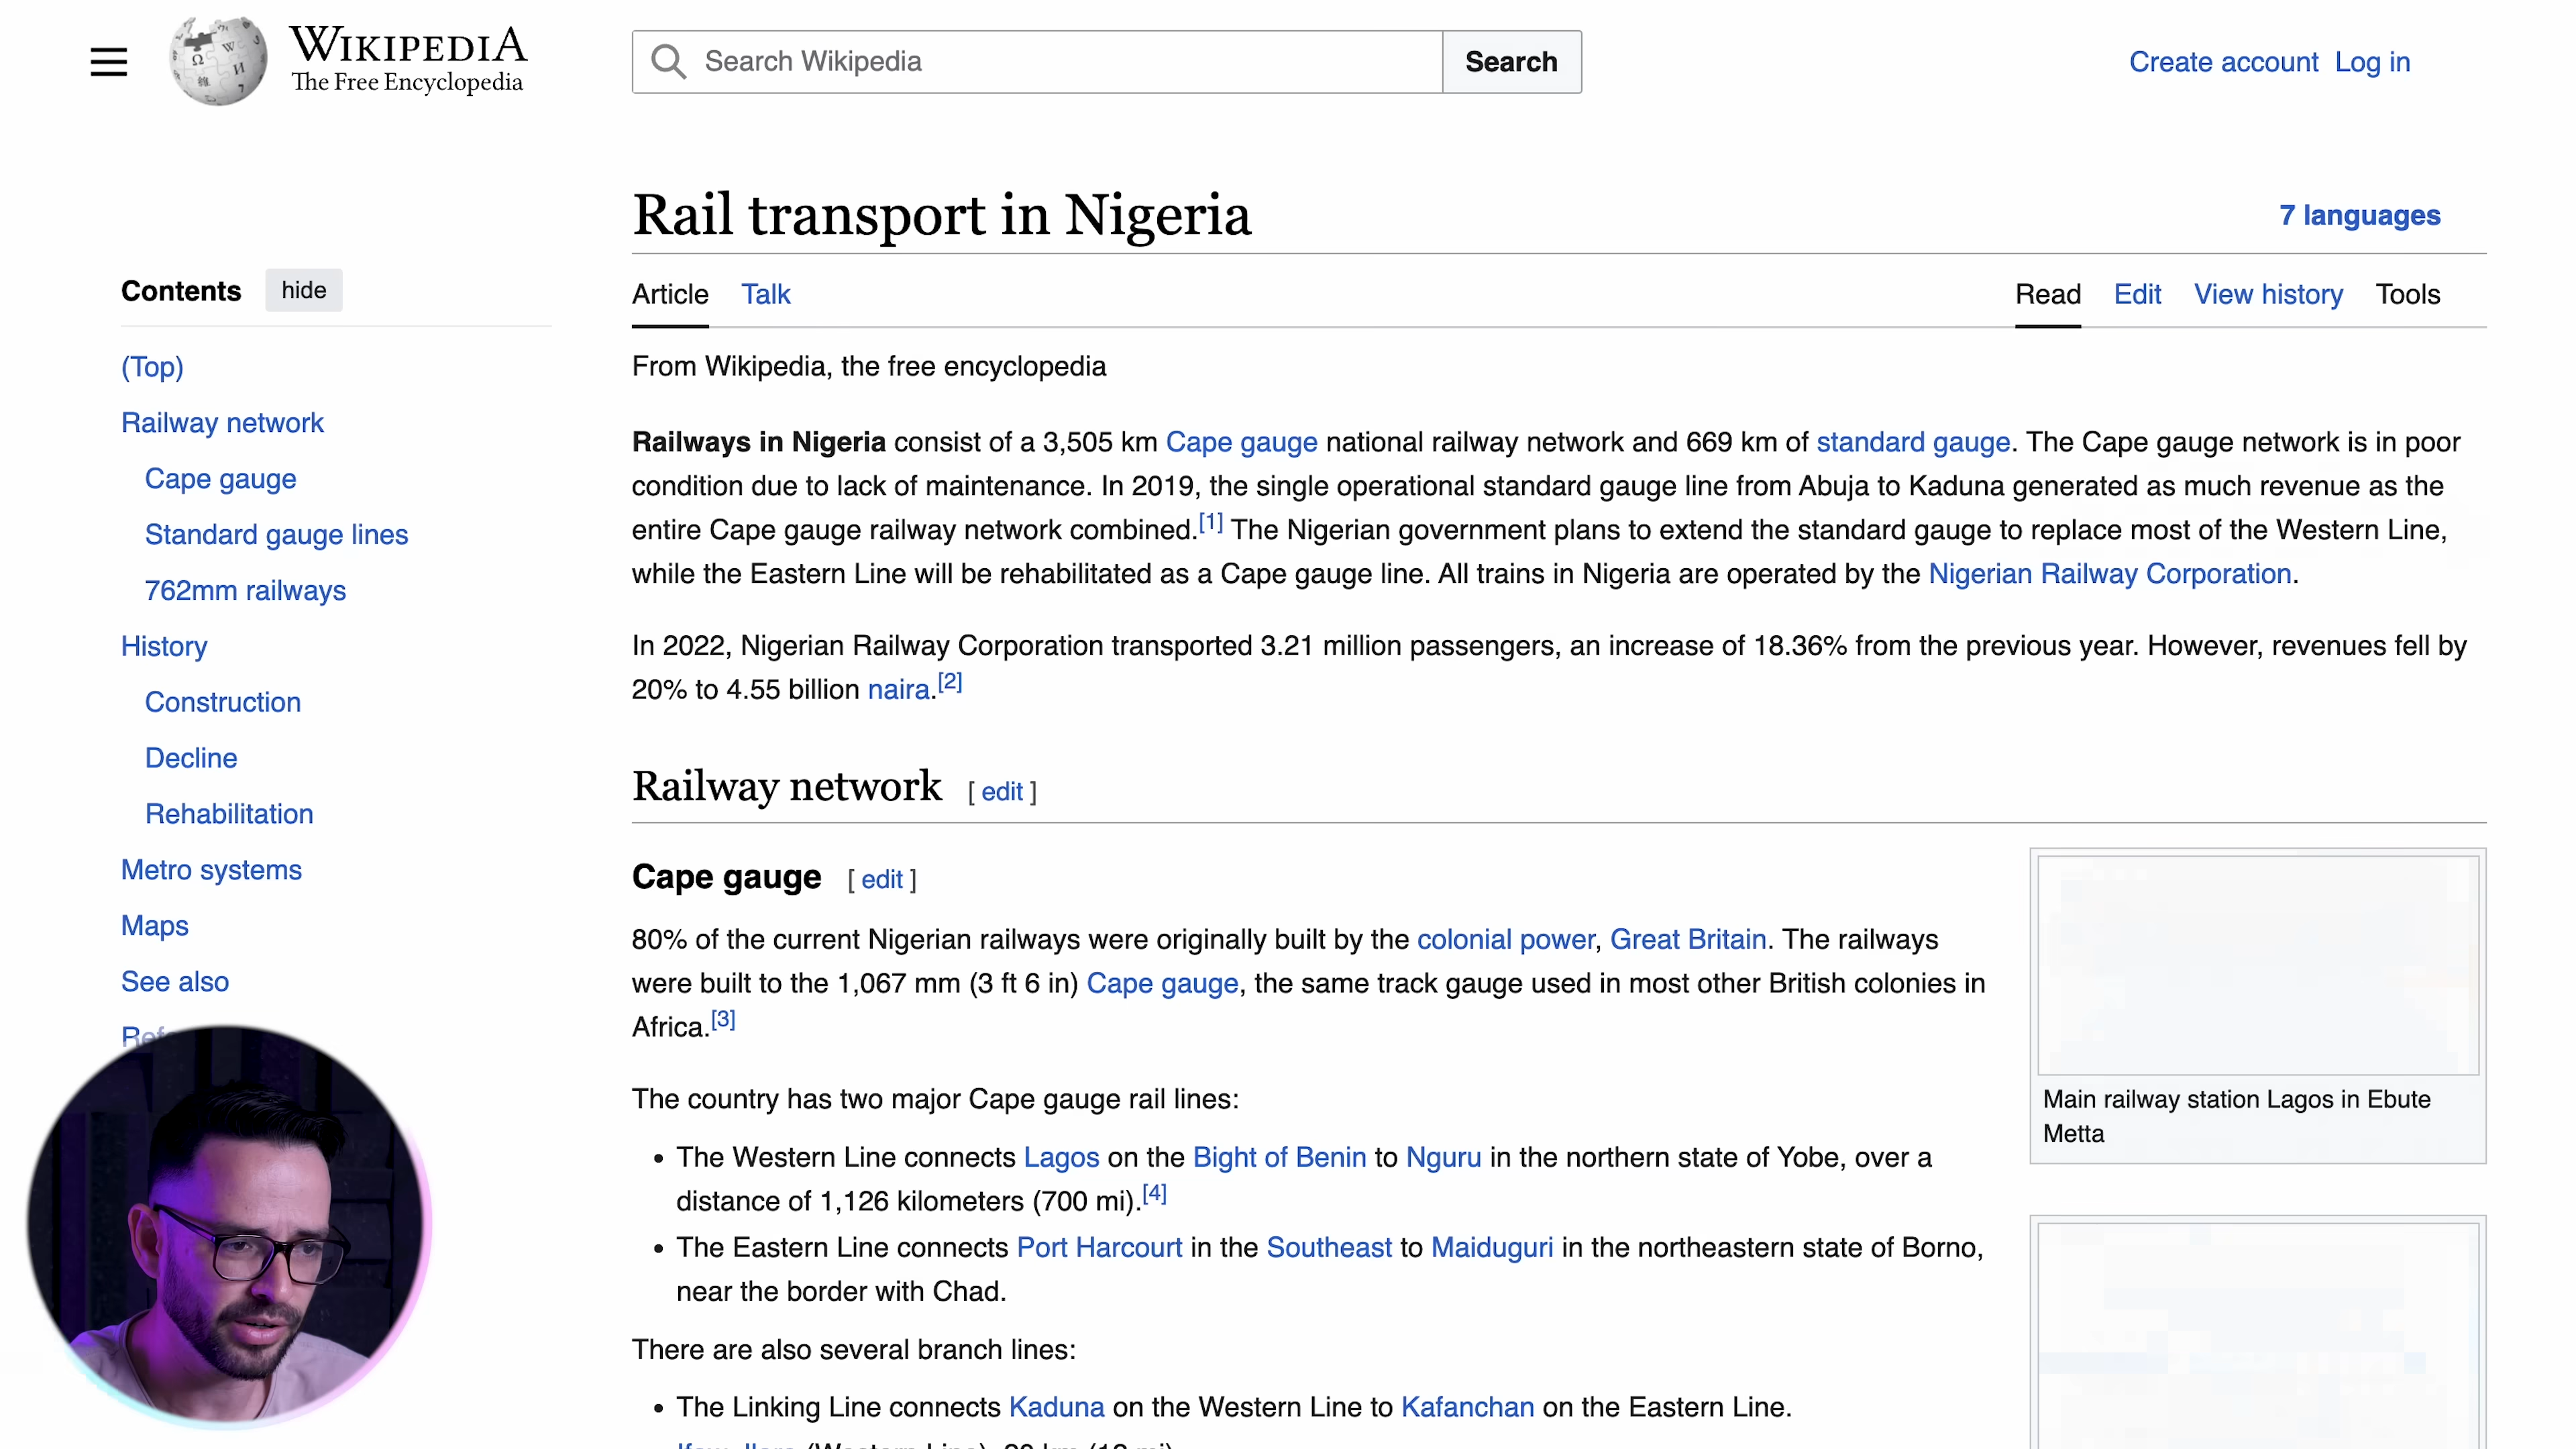 WIKIPEDIA
The Free Encyclopedia
Search Wikipedia
Search
Create account Log in
Rail transport in Nigeria
7 languages
Contents hide
Article Talk
Read Edit View history Tools
(Top)
Railway network
Cape gauge
Standard gauge lines
762mm railways
History
Construction
Decline
Rehabilitation
Metro systems
Maps
See also
From Wikipedia, the free encyclopedia
Railways in Nigeria consist of a 3,505 km Cape gauge national railway network and 669 km of standard gauge. The Cape gauge network is in poor
condition due to lack of maintenance. In 2019, the single operational standard gauge line from Abuja to Kaduna generated as much revenue as the
entire Cape gauge railway network combined.[1] The Nigerian government plans to extend the standard gauge to replace most of the Western Line,
while the Eastern Line will be rehabilitated as a Cape gauge line. All trains in Nigeria are operated by the Nigerian Railway Corporation.
In 2022, Nigerian Railway Corporation transported 3.21 million passengers, an increase of 18.36% from the previous year. However, revenues fell by
20% to 4.55 billion naira.[2]
Railway network [ edit ]
Cape gauge [ edit ]
80% of the current Nigerian railways were originally built by the colonial power, Great Britain. The railways
were built to the 1,067 mm (3 ft 6 in) Cape gauge, the same track gauge used in most other British colonies in
Africa.[3]
The country has two major Cape gauge rail lines:
• The Western Line connects Lagos on the Bight of Benin to Nguru in the northern state of Yobe, over a
distance of 1,126 kilometers (700 mi).[4]
• The Eastern Line connects Port Harcourt in the Southeast to Maiduguri in the northeastern state of Borno,
near the border with Chad.
There are also several branch lines:
• The Linking Line connects Kaduna on the Western Line to Kafanchan on the Eastern Line.
Main railway station Lagos in Ebute
Metta